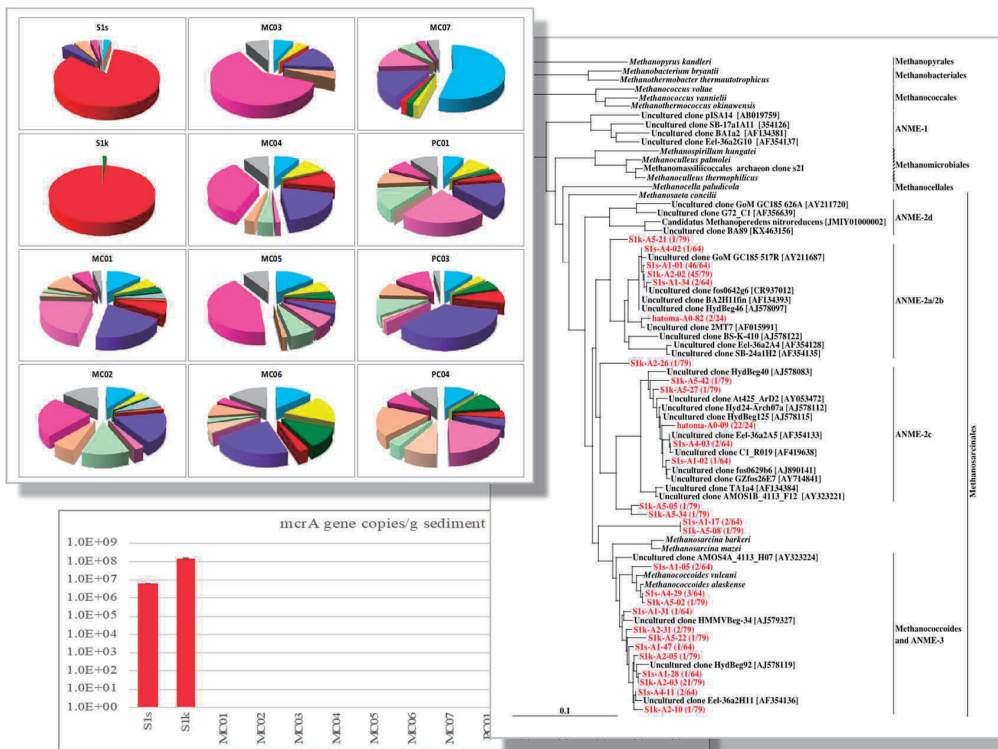 S1s
MC03
MC07
S1k
MC04
PC01
MC01
MC05
PC03
MC02
MC06
PC04
mcrA gene copies/g sediment
1.0E+09
1.0E+08
1.0E+07
1.0E+06
1.0E+05
1.0E+04
1.0E+03
1.0E+02
1.0E+01
1.0E+00
S1s
S1k
MC01
MC02
MC03
MC04
MC05
MC06
MC07
Methanopyrus kandleri
Methanobacterium bryantii
Methanothermobacter thermautotrophicus
Methanococcus voltae
Methanococcus vannielii
Methanothermococcus okinawensis
Uncultured clone pISA14 [AB019759]
Uncultured clone SB-17a1A11 [354126]
Uncultured clone BA1a2 [AF134381]
Uncultured clone Eel-36a2G10 [AF354137]
Methanospirillum hungatei
Methanoculleus palmolei
Methanomassiliicoccales archaeon clone s21
Methanoculleus thermophilicus
Methanocella paludicola
Methanosaeta concilii
Uncultured clone GoM GC185 626A [AY211720]
Uncultured clone G72_C1 [AF356639]
Candidatus Methanoperedens nitroreducens [JMIY01000002]
Uncultured clone BA89 [KX463156]
S1k-A5-21 (1/79)
S1s-A4-02 (1/64)
Uncultured clone GoM GC185 517R [AY211687]
S1s-A1-01 (46/64)
S1k-A2-02 (45/79)
S1s-A1-34 (2/64)
Uncultured clone fos0642g6 [CR937012]
Uncultured clone BA2H11fin [AF134393]
Uncultured clone HydBeg46 [AJ578097]
hatoma-A0-82 (2/24)
Uncultured clone 2MT7 [AF015991]
Uncultured clone BS-K-410 [AJ578122]
Uncultured clone Eel-36a2A4 [AF354128]
Uncultured clone SB-24a1H2 [AF354135]
S1k-A2-26 (1/79)
Uncultured clone HydBeg40 [AJ578083]
S1k-A5-42 (1/79)
S1k-A5-27 (1/79)
Uncultured clone At425_ArD2 [AY053472]
Uncultured clone Hyd24-Arch07a [AJ578112]
Uncultured clone HydBeg125 [AJ578115]
hatoma-A0-09 (22/24)
Uncultured clone Eel-36a2A5 [AF354133]
S1s-A4-03 (2/64)
Uncultured clone C1_R019 [AF419638]
S1s-A1-02 (1/64)
Uncultured clone fos0629b6 [AJ890141]
Uncultured clone GZfos26E7 [AY714841]
Uncultured clone TA1a4 [AF134384]
Uncultured clone AMOS1B_4113_F12 [AY323221]
S1k-A5-05 (1/79)
S1k-A5-34 (1/79)
S1s-A1-17 (2/64)
S1k-A5-08 (1/79)
Methanosarcina barkeri
Methanosarcina mazei
Uncultured clone AMOS4A_4113_H07 [AY323224]
S1s-A1-05 (2/64)
Methanococcoides vulcani
Methanococcoides alaskense
S1s-A4-29 (3/64)
S1k-A5-02 (1/79)
S1s-A1-31 (1/64)
Uncultured clone HMMVBeg-34 [AJ579327]
S1k-A2-31 (2/79)
S1k-A5-22 (1/79)
S1s-A1-47 (1/64)
S1k-A2-05 (1/79)
Uncultured clone HydBeg92 [AJ578119]
S1s-A1-28 (1/64)
S1k-A2-03 (21/79)
S1s-A4-11 (2/64)
Uncultured clone Eel-36a2H11 [AF354136]
S1k-A2-10 (1/79)
0.1
Methanopyrales
Methanobacteriales
Methanococcales
ANME-1
Methanomicrobiales
Methanocellales
ANME-2d
ANME-2a/2b
ANME-2c
Methanococcoides
and ANME-3
Methanosarcinales